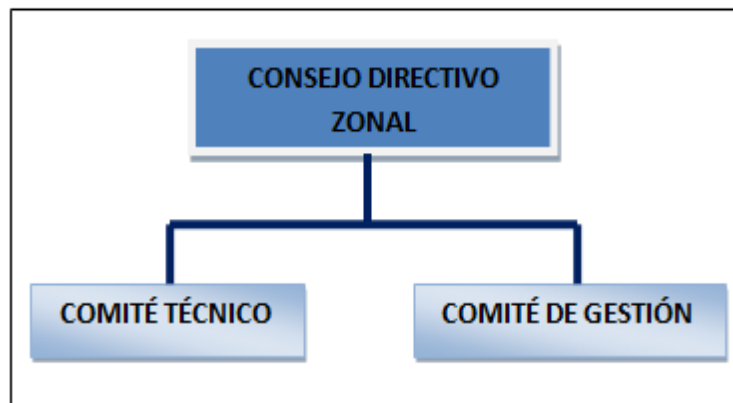 CONSEJO DIRECTIVO
ZONAL
COMITÉ TÉCNICO
COMITÉ DE GESTIÓN